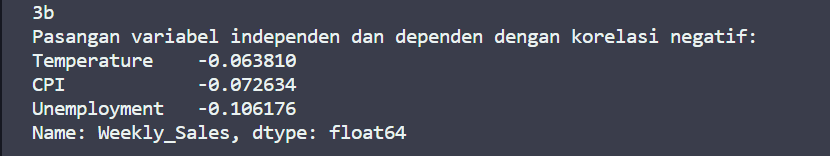 3b
Pasangan variabel independen dan dependen dengan korelasi negatif:
Temperature    -0.063810
CPI            -0.072634
Unemployment   -0.106176
Name: Weekly_Sales, dtype: float64